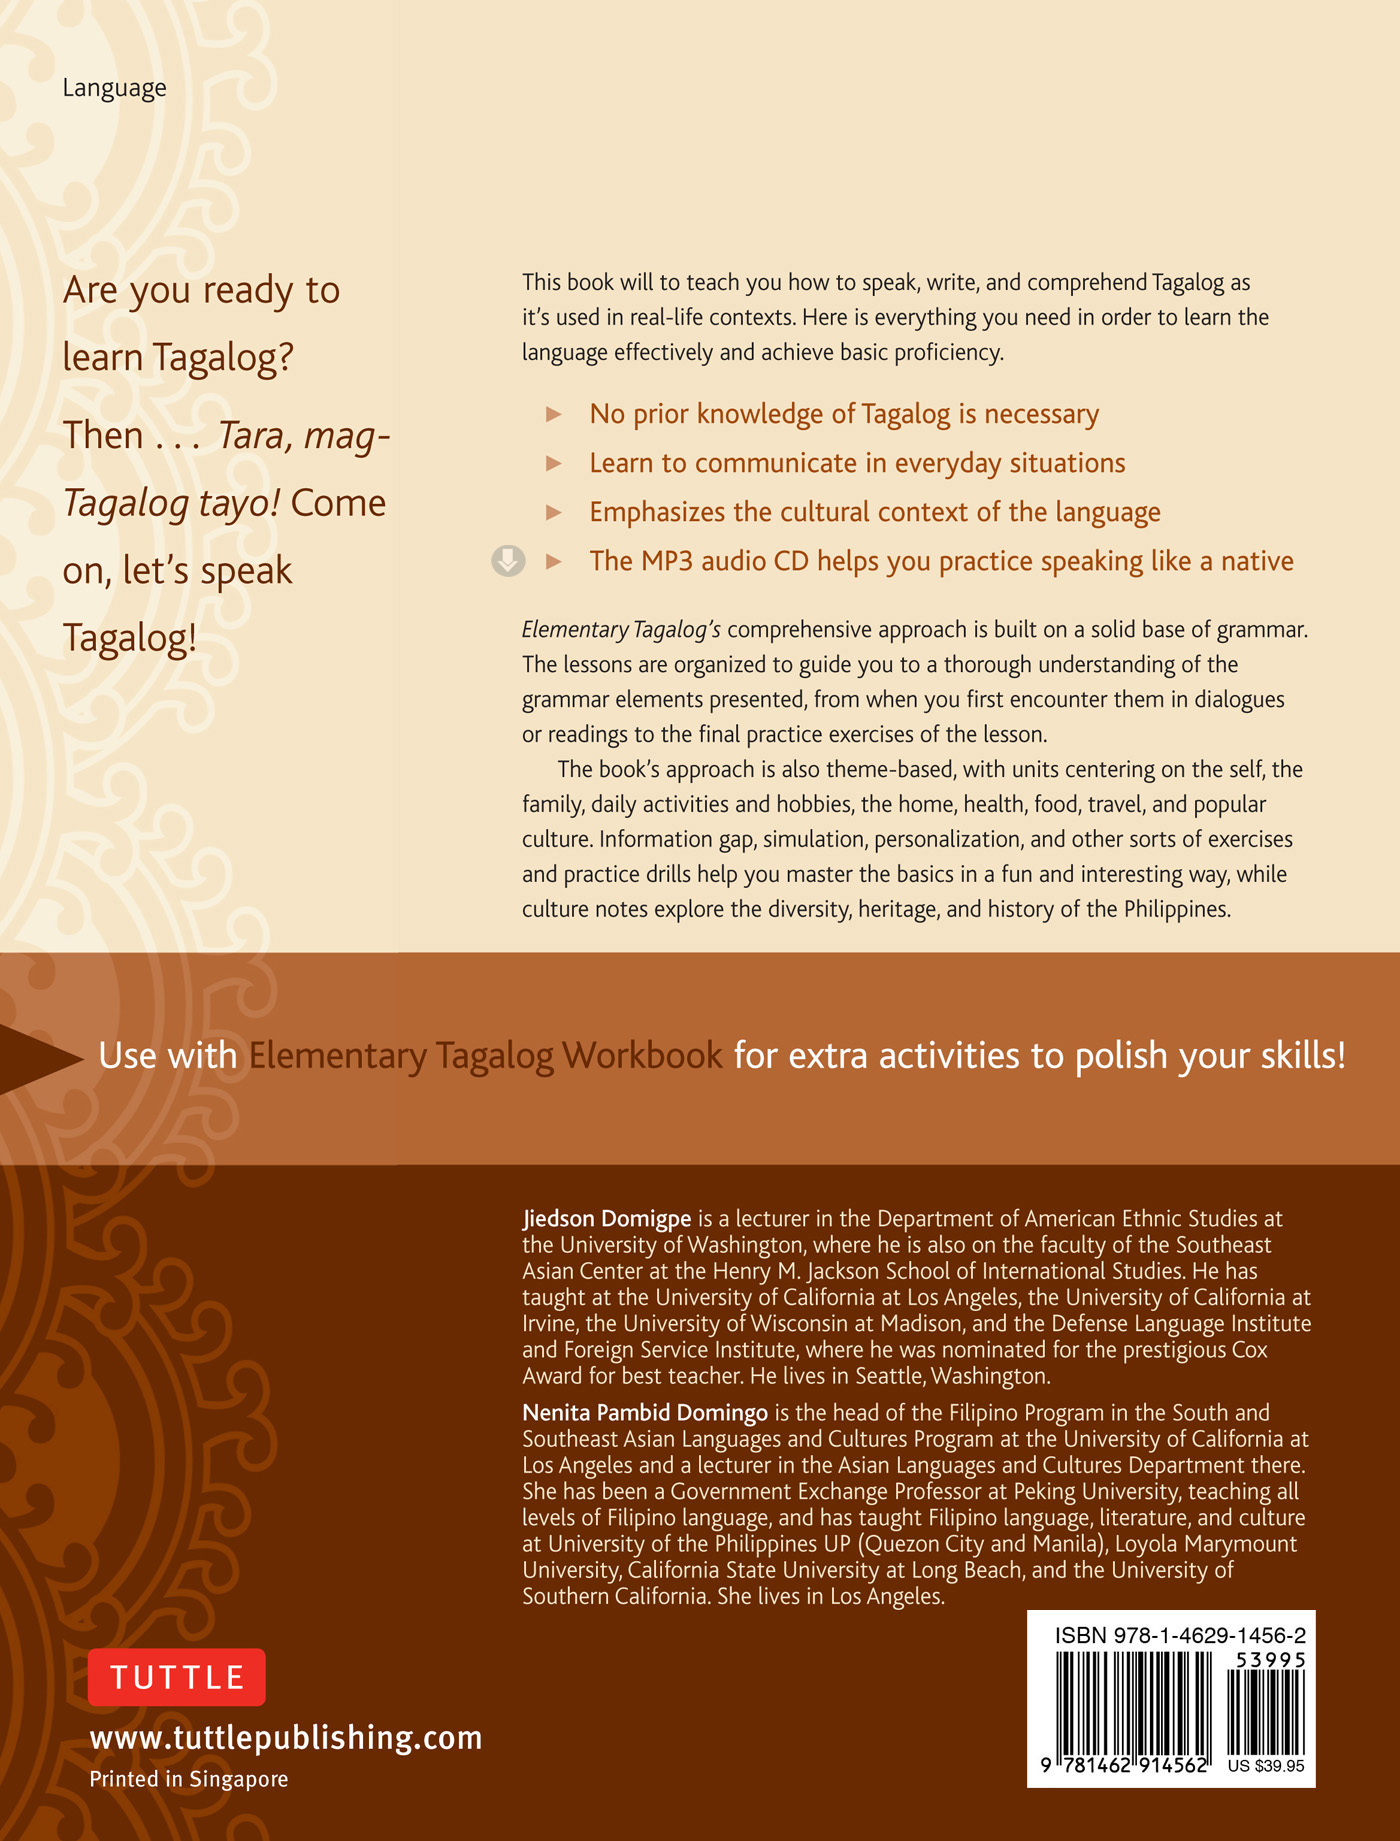 Language
Are you ready to
learn Tagalog?
Then . . . Tara, mag-
Tagalog tayo! Come
on, let's speak
Tagalog!
This book will to teach you how to speak, write, and comprehend Tagalog as
it's used in real-life contexts. Here is everything you need in order to learn the
language effectively and achieve basic proficiency.
▶ No prior knowledge of Tagalog is necessary
▶ Learn to communicate in everyday situations
▶ Emphasizes the cultural context of the language
▶ The MP3 audio CD helps you practice speaking like a native
Elementary Tagalog's comprehensive approach is built on a solid base of grammar.
The lessons are organized to guide you to a thorough understanding of the
grammar elements presented, from when you first encounter them in dialogues
or readings to the final practice exercises of the lesson.
The book's approach is also theme-based, with units centering on the self, the
family, daily activities and hobbies, the home, health, food, travel, and popular
culture. Information gap, simulation, personalization, and other sorts of exercises
and practice drills help you master the basics in a fun and interesting way, while
culture notes explore the diversity, heritage, and history of the Philippines.
Use with Elementary Tagalog Workbook for extra activities to polish your skills!
Jiedson Domigpe is a lecturer in the Department of American Ethnic Studies at
the University of Washington, where he is also on the faculty of the Southeast
Asian Center at the Henry M. Jackson School of International Studies. He has
taught at the University of California at Los Angeles, the University of California at
Irvine, the University of Wisconsin at Madison, and the Defense Language Institute
and Foreign Service Institute, where he was nominated for the prestigious Cox
Award for best teacher. He lives in Seattle, Washington.
Nenita Pambid Domingo is the head of the Filipino Program in the South and
Southeast Asian Languages and Cultures Program at the University of California at
Los Angeles and a lecturer in the Asian Languages and Cultures Department there.
She has been a Government Exchange Professor at Peking University, teaching all
levels of Filipino language, and has taught Filipino language, literature, and culture
at University of the Philippines UP (Quezon City and Manila), Loyola Marymount
University, California State University at Long Beach, and the University of
Southern California. She lives in Los Angeles.
TUTTLE
www.tuttlepublishing.com
Printed in Singapore
ISBN 978-1-4629-1456-2
53995
9 781462 914562
US $39.95